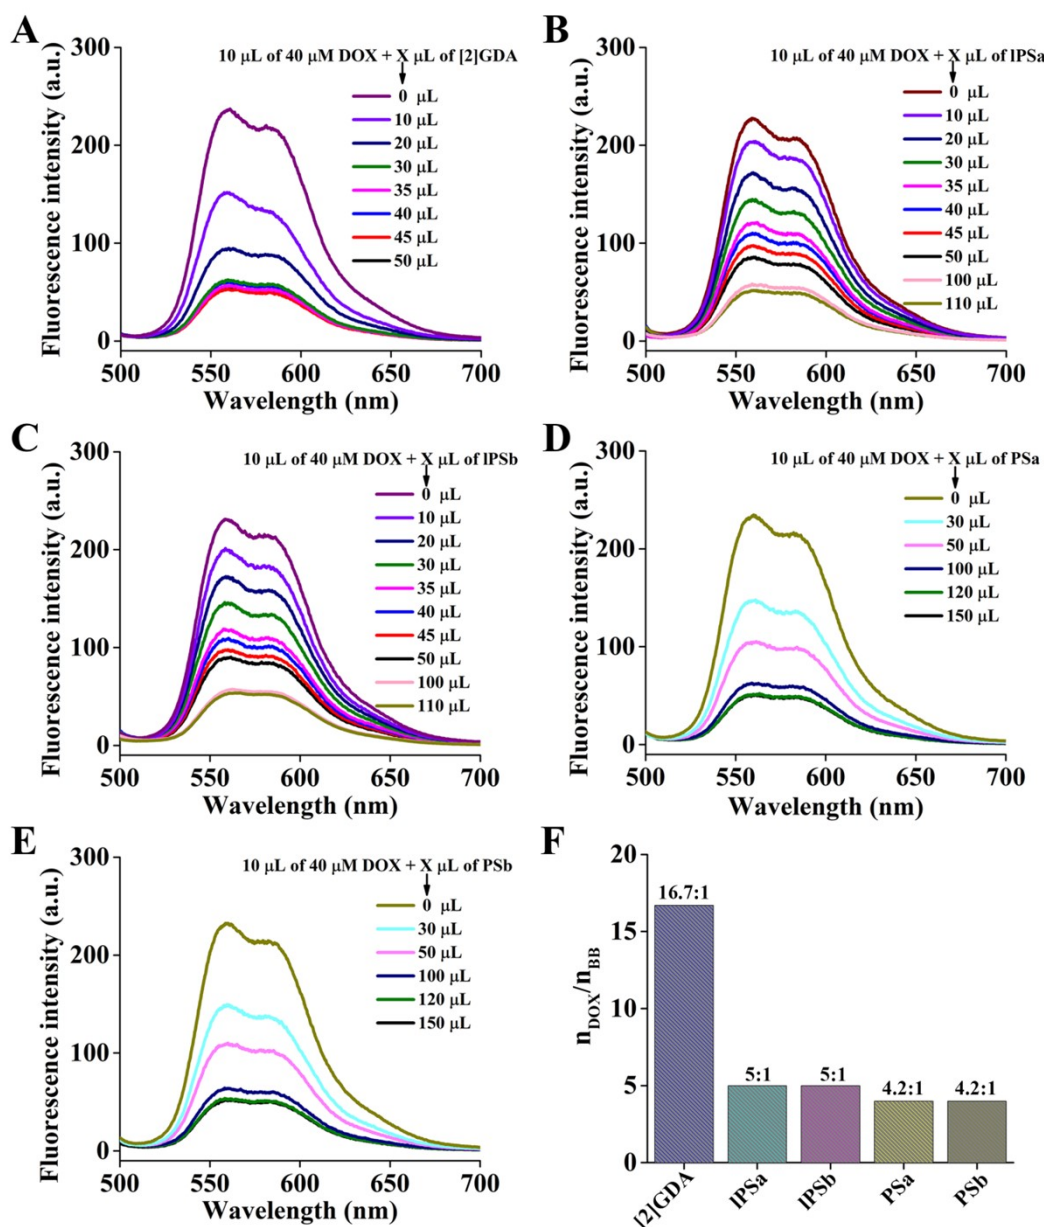 A
10 μL of 40 μM DOX + X μL of [2]GDA
0 μL
10 μL
20 μL
30 μL
35 μL
40 μL
45 μL
50 μL
300
200
100
0
Fluorescence intensity (a.u.)
500 550 600 650 700
Wavelength (nm)
B
10 μL of 40 μM DOX + X μL of lPSa
0 μL
10 μL
20 μL
30 μL
35 μL
40 μL
45 μL
50 μL
100 μL
110 μL
300
200
100
0
Fluorescence intensity (a.u.)
500 550 600 650 700
Wavelength (nm)
C
10 μL of 40 μM DOX + X μL of lPSb
0 μL
10 μL
20 μL
30 μL
35 μL
40 μL
45 μL
50 μL
100 μL
110 μL
300
200
100
0
Fluorescence intensity (a.u.)
500 550 600 650 700
Wavelength (nm)
D
10 μL of 40 μM DOX + X μL of PSa
0 μL
30 μL
50 μL
100 μL
120 μL
150 μL
300
200
100
0
Fluorescence intensity (a.u.)
500 550 600 650 700
Wavelength (nm)
E
10 μL of 40 μM DOX + X μL of PSb
0 μL
30 μL
50 μL
100 μL
120 μL
150 μL
300
200
100
0
Fluorescence intensity (a.u.)
500 550 600 650 700
Wavelength (nm)
F
20
15
10
5
0
nDOX/nBB
16.7:1
5:1
5:1
4.2:1
4.2:1
[2]GDA
lPSa
lPSb
PSa
PSb